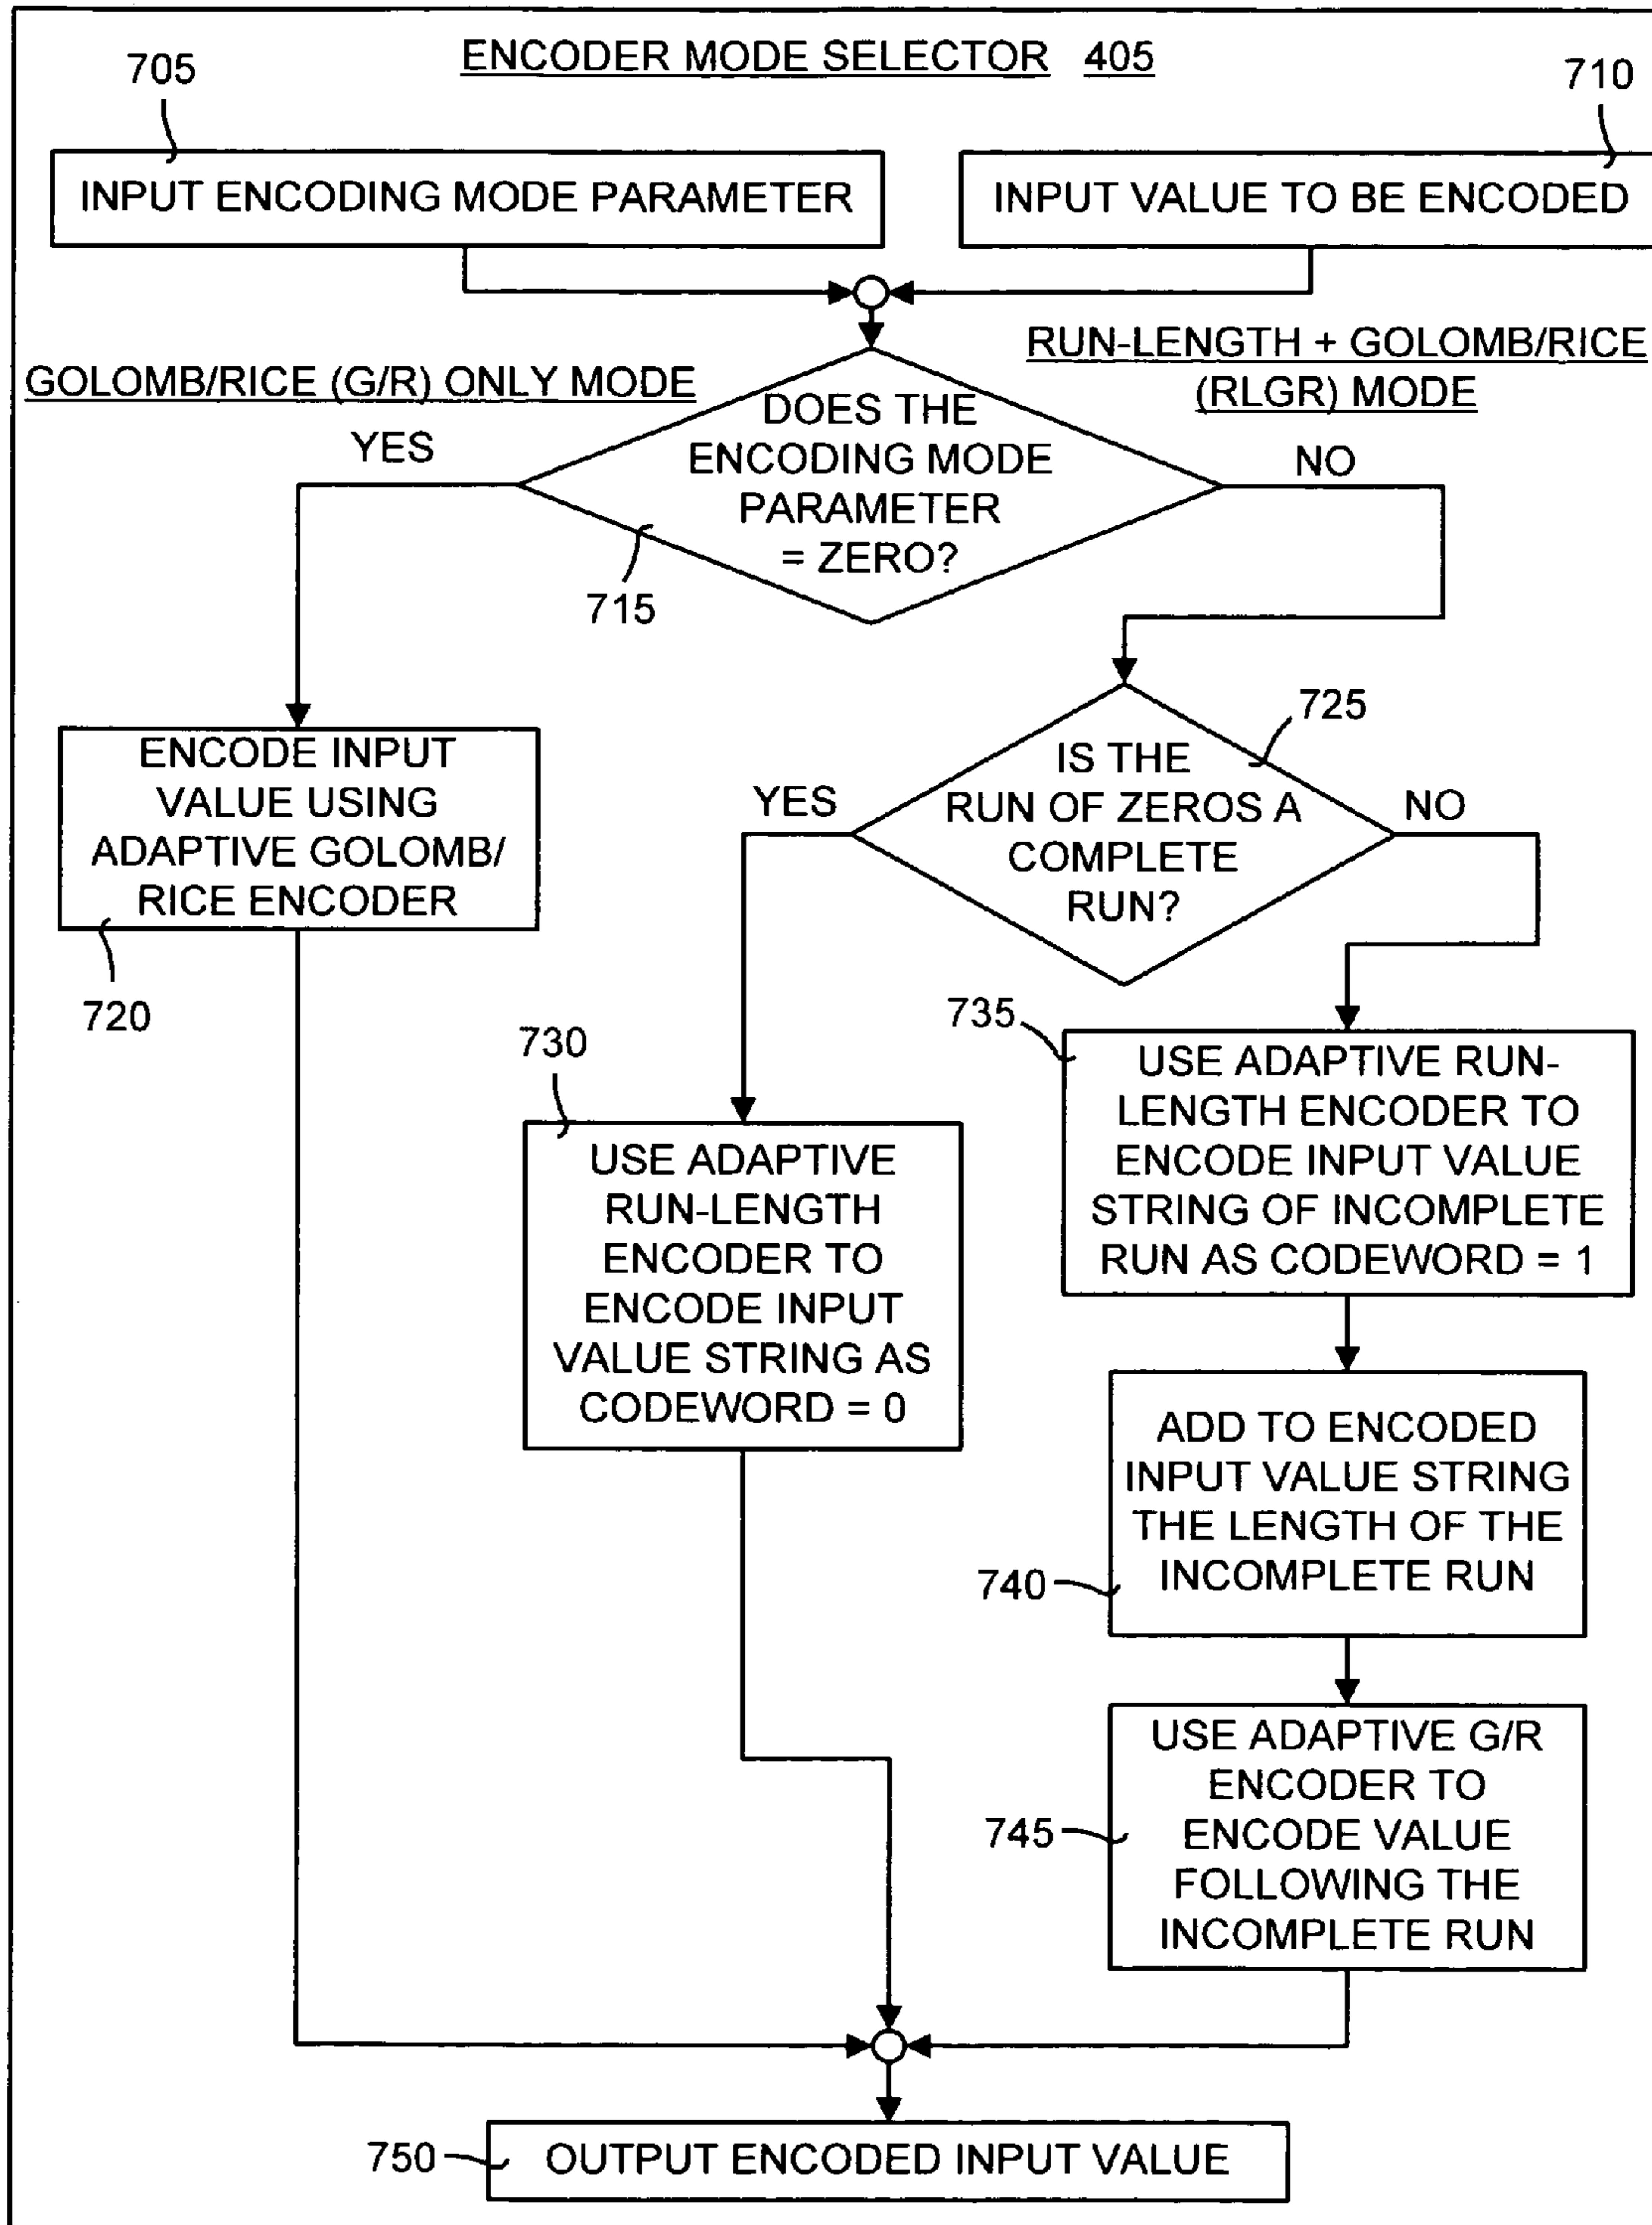 ENCODER MODE SELECTOR 405
705
710
INPUT ENCODING MODE PARAMETER
INPUT VALUE TO BE ENCODED
GOLOMB/RICE (G/R) ONLY MODE
RUN-LENGTH + GOLOMB/RICE
(RLGR) MODE
DOES THE
ENCODING MODE
PARAMETER
= ZERO?
YES
NO
715
725
ENCODE INPUT
VALUE USING
ADAPTIVE GOLOMB/
RICE ENCODER
720
IS THE
RUN OF ZEROS A
COMPLETE
RUN?
YES
NO
730
USE ADAPTIVE
RUN-LENGTH
ENCODER TO
ENCODE INPUT
VALUE STRING AS
CODEWORD = 0
735
USE ADAPTIVE RUN-
LENGTH ENCODER TO
ENCODE INPUT VALUE
STRING OF INCOMPLETE
RUN AS CODEWORD = 1
ADD TO ENCODED
INPUT VALUE STRING
THE LENGTH OF THE
INCOMPLETE RUN
740
USE ADAPTIVE G/R
ENCODER TO
ENCODE VALUE
FOLLOWING THE
INCOMPLETE RUN
745
750
OUTPUT ENCODED INPUT VALUE